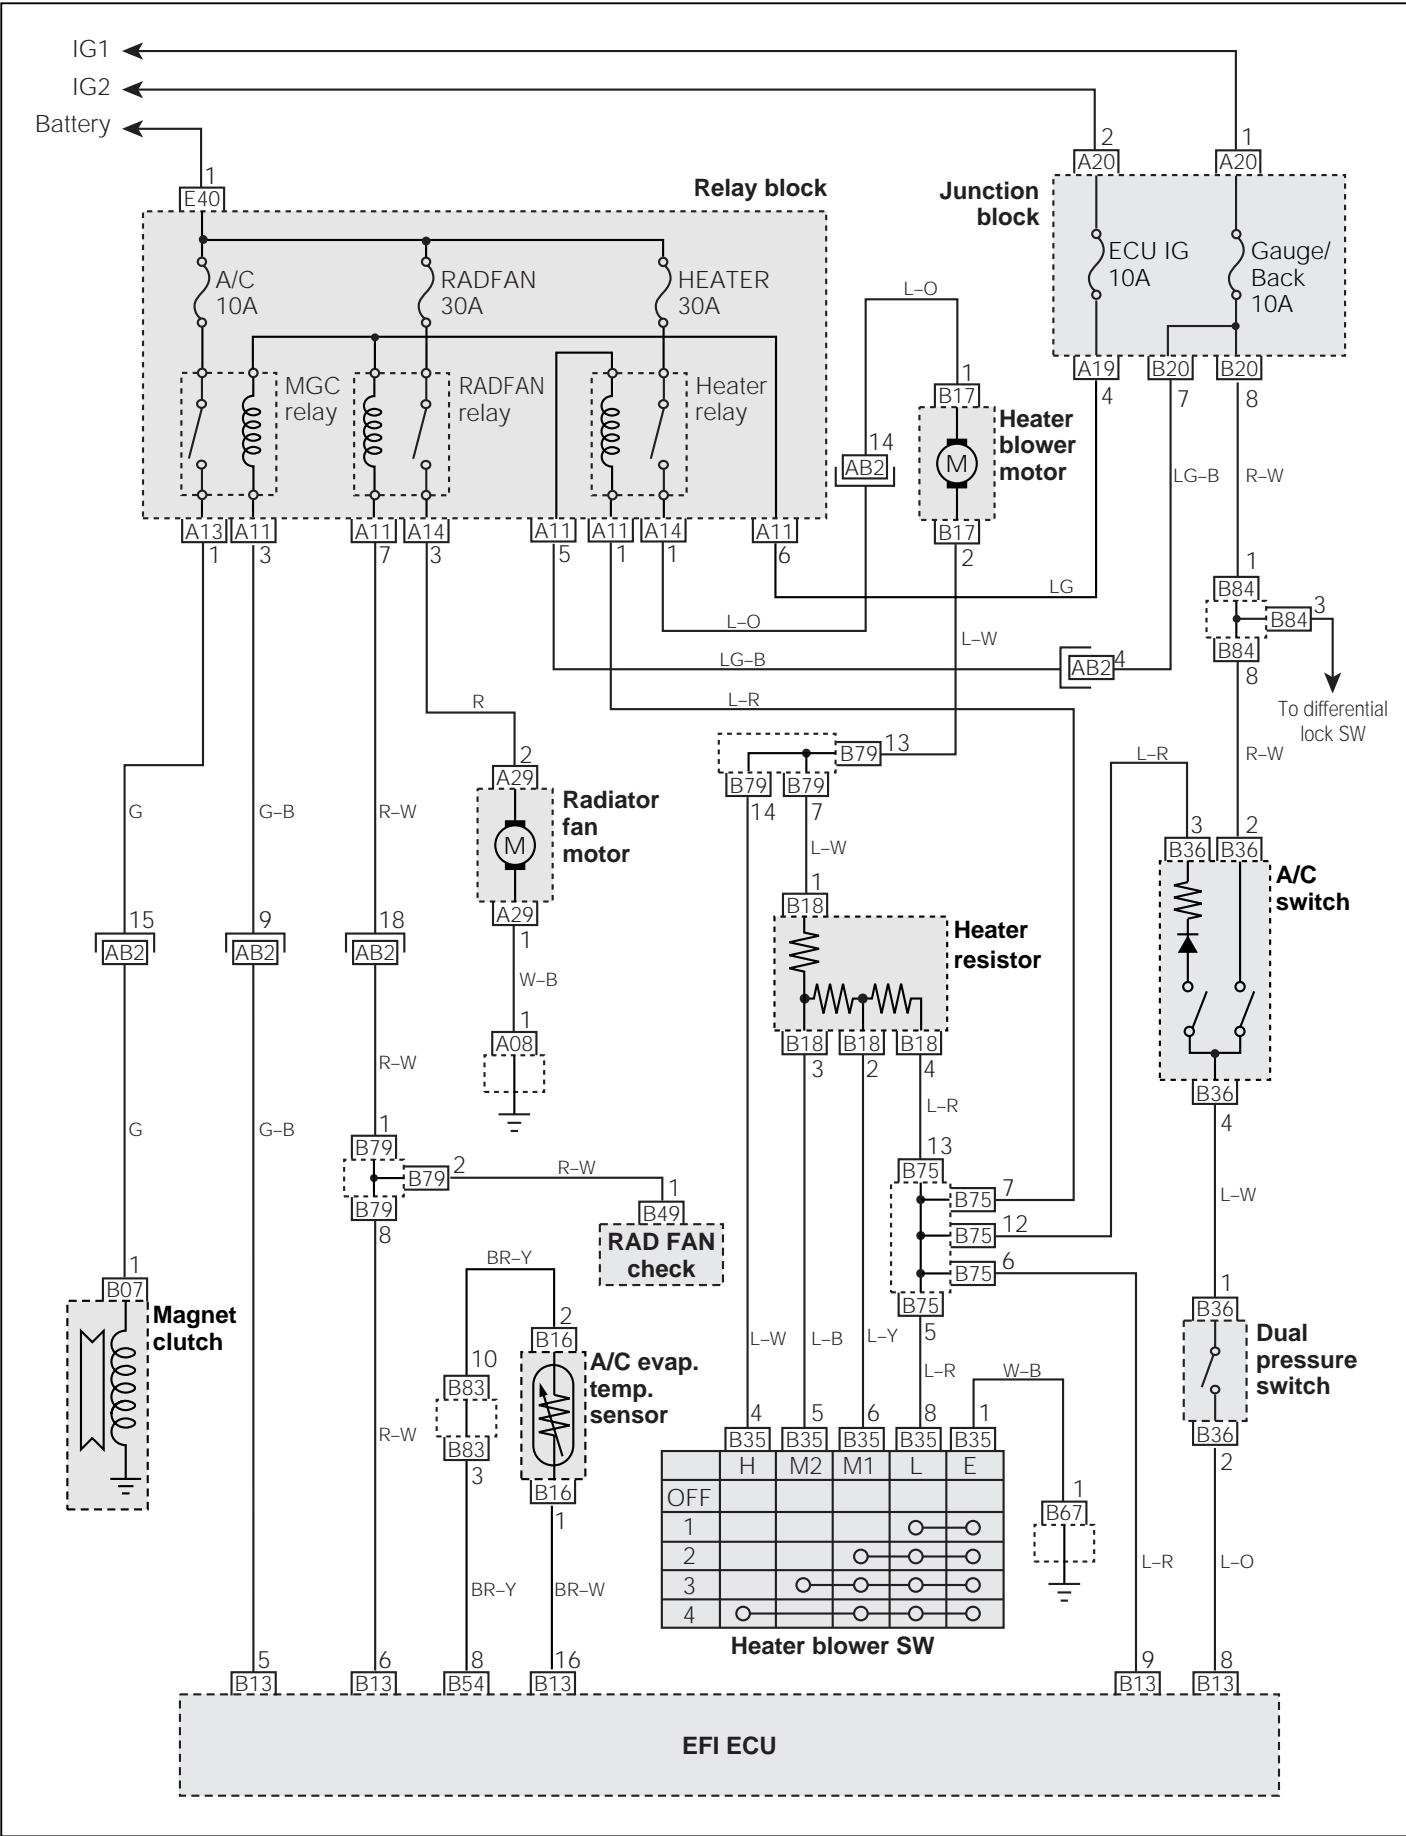 IG1
IG2
Battery
2
1
A20
A20
1
E40
Relay block
Junction
block
A/C
10A
RADFAN
30A
HEATER
30A
ECU IG
10A
Gauge/
Back
10A
L–O
MGC
relay
RADFAN
relay
Heater
relay
A19
B20
B20
4
7
8
1
B17
Heater
blower
motor
M
14
AB2
LG–B
R–W
A13
A11
A11
A14
A11
A11
A14
A11
B17
1
3
7
3
5
1
1
6
2
1
B84
LG
B84
3
L–O
L–W
B84
8
LG–B
AB2
4
To differential
lock SW
R
L–R
2
A29
B79
13
L–R
R–W
B79
B79
14
7
G
G–B
R–W
Radiator
fan
motor
M
L–W
3
2
B36
B36
A/C
switch
1
B18
A29
1
15
9
18
AB2
AB2
AB2
Heater
resistor
W–B
1
A08
B18
B18
B18
3
2
4
R–W
B36
4
L–R
G
G–B
1
B79
B79
2
R–W
B79
8
13
B75
B75
7
B75
12
B75
6
B75
5
L–W
1
B49
RAD FAN
check
BR–Y
1
B07
Magnet
clutch
2
B16
A/C evap.
temp.
sensor
1
B36
Dual
pressure
switch
L–W
L–B
L–Y
L–R
W–B
10
B83
B83
3
R–W
4
5
6
8
1
B35
B35
B35
B35
B35
B36
2
H
M2
M1
L
E
OFF
1
2
3
4
B16
1
1
B67
BR–Y
BR–W
L–R
L–O
Heater blower SW
5
6
8
16
9
8
B13
B13
B54
B13
B13
B13
EFI ECU